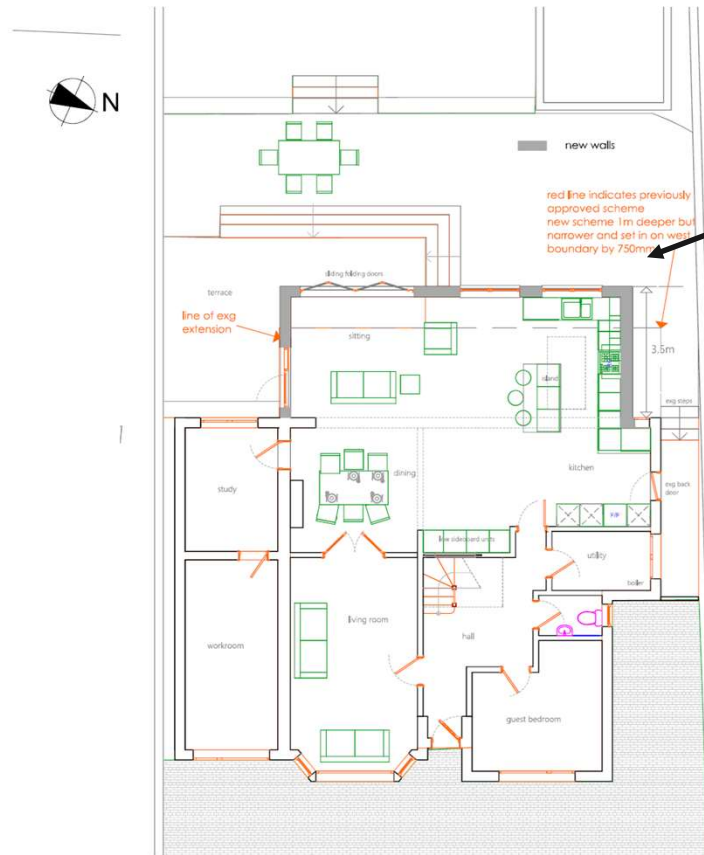 N
new walls
red line indicates previously
approved scheme
new scheme 1m deeper but
narrower and set in on west
boundary by 750mm
sliding folding doors
terrace
line of exg
extension
sitting
3.5m
island
exg steps
study
dining
kitchen
exg back
door
f/f
utility
boiler
living room
workroom
hall
guest bedroom